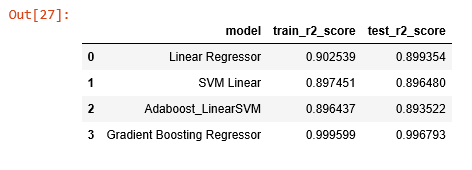 Out[27]:
model train_r2_score test_r2_score
0 Linear Regressor 0.902539 0.899354
1 SVM Linear 0.897451 0.896480
2 Adaboost_LinearSVM 0.896437 0.893522
3 Gradient Boosting Regressor 0.999599 0.996793